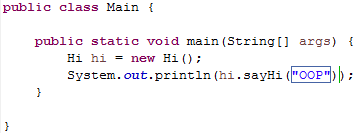 public class Main {
public static void main(String[] args) {
Hi hi = new Hi();
System.out.println(hi.sayHi("OOP"));
}
}